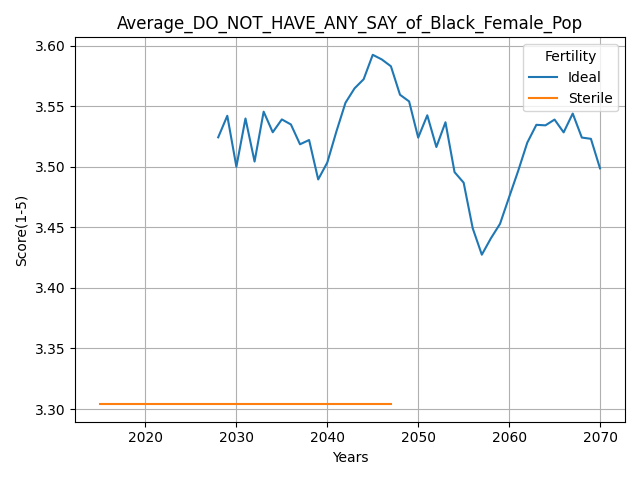 Average_DO_NOT_HAVE_ANY_SAY_of_Black_Female_Pop
Fertility
Ideal
Sterile
Score(1-5)
3.60
3.55
3.50
3.45
3.40
3.35
3.30
2020 2030 2040 2050 2060 2070
Years